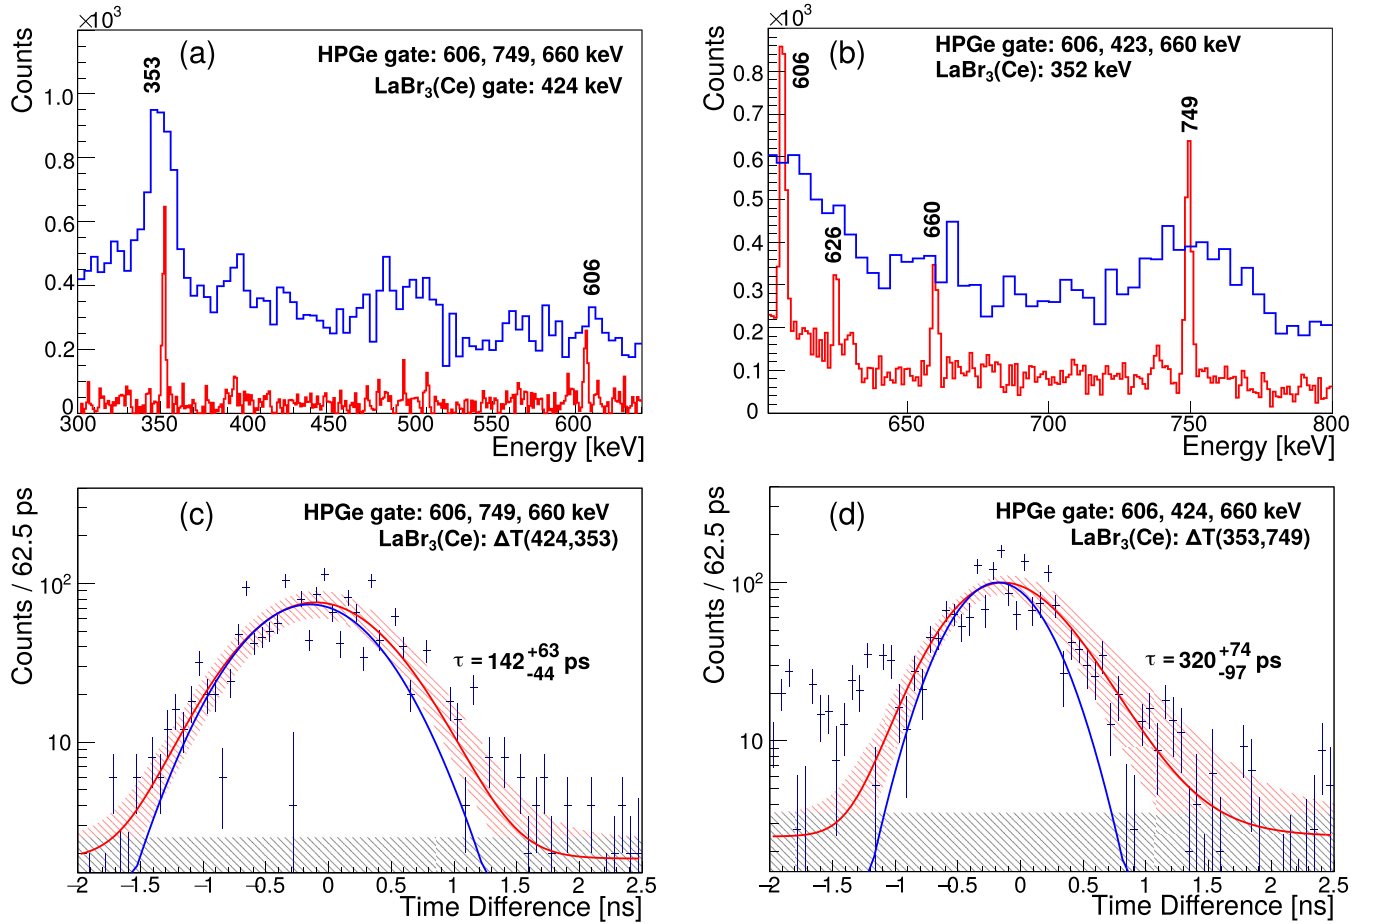 ×10³
(a)
HPGe gate: 606, 749, 660 keV
LaBr₃(Ce) gate: 424 keV
353
606
Counts
1.0
0.8
0.6
0.4
0.2
0
300
350
400
450
500
550
600
Energy [keV]
×10³
(b)
HPGe gate: 606, 423, 660 keV
LaBr₃(Ce): 352 keV
606
626
660
749
Counts
0.8
0.7
0.6
0.5
0.4
0.3
0.2
0.1
0
650
700
750
800
Energy [keV]
(c)
HPGe gate: 606, 749, 660 keV
LaBr₃(Ce): ΔT(424,353)
τ = 142 +63 -44 ps
Counts / 62.5 ps
10²
10
−2
−1.5
−1
−0.5
0
0.5
1
1.5
2
2.5
Time Difference [ns]
(d)
HPGe gate: 606, 424, 660 keV
LaBr₃(Ce): ΔT(353,749)
τ = 320 +74 -97 ps
Counts / 62.5 ps
10²
10
−2
−1.5
−1
−0.5
0
0.5
1
1.5
2
2.5
Time Difference [ns]